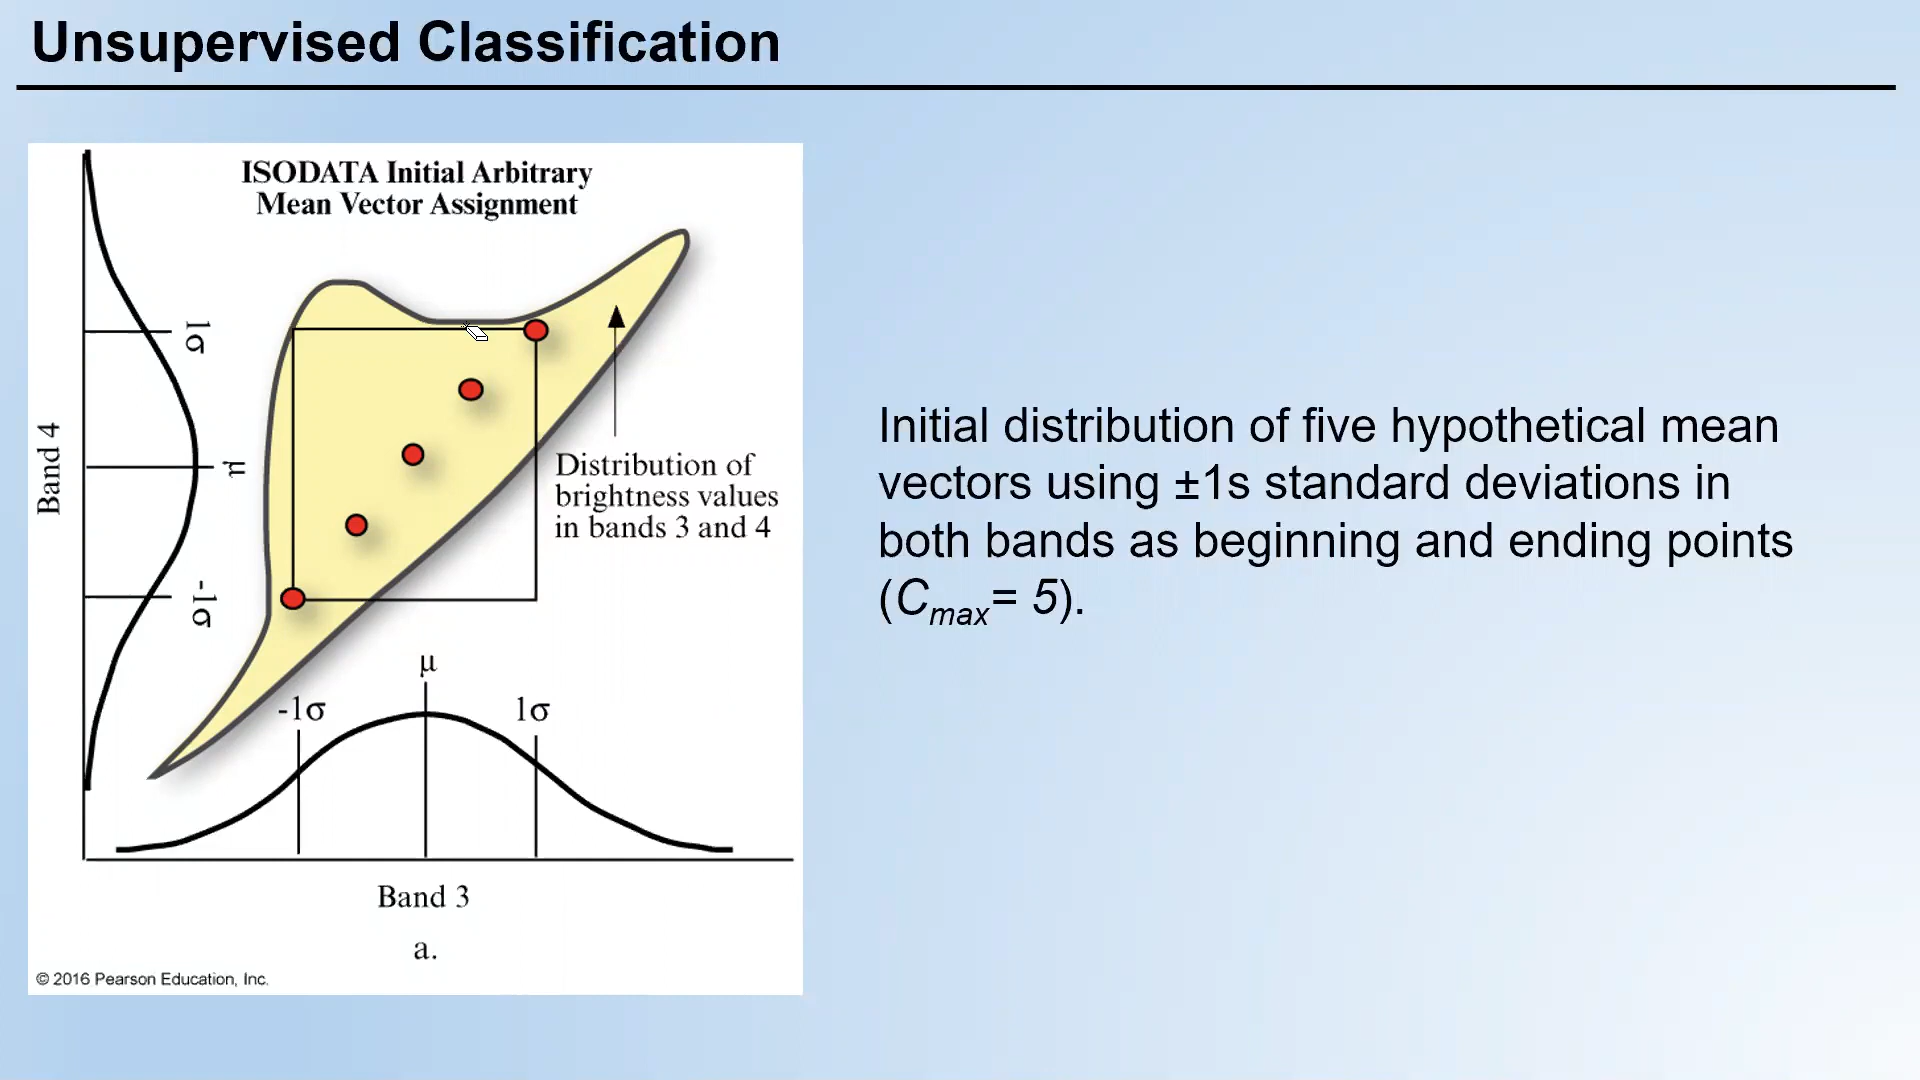 Unsupervised Classification
ISODATA Initial Arbitrary
Mean Vector Assignment
1σ
μ
-1σ
Band 4
Distribution of
brightness values
in bands 3 and 4
μ
-1σ
1σ
Band 3
a.
© 2016 Pearson Education, Inc.
Initial distribution of five hypothetical mean
vectors using ±1s standard deviations in
both bands as beginning and ending points
(Cmax= 5).